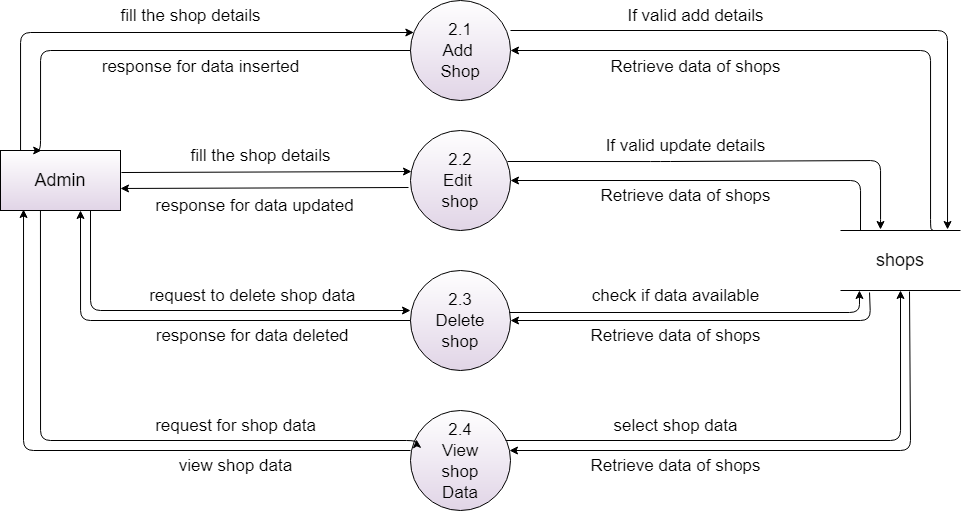 fill the shop details
2.1
Add
Shop
If valid add details
response for data inserted
Retrieve data of shops
fill the shop details
2.2
Edit
shop
If valid update details
Admin
response for data updated
Retrieve data of shops
shops
request to delete shop data
2.3
Delete
shop
check if data available
response for data deleted
Retrieve data of shops
request for shop data
2.4
View
shop
Data
select shop data
view shop data
Retrieve data of shops